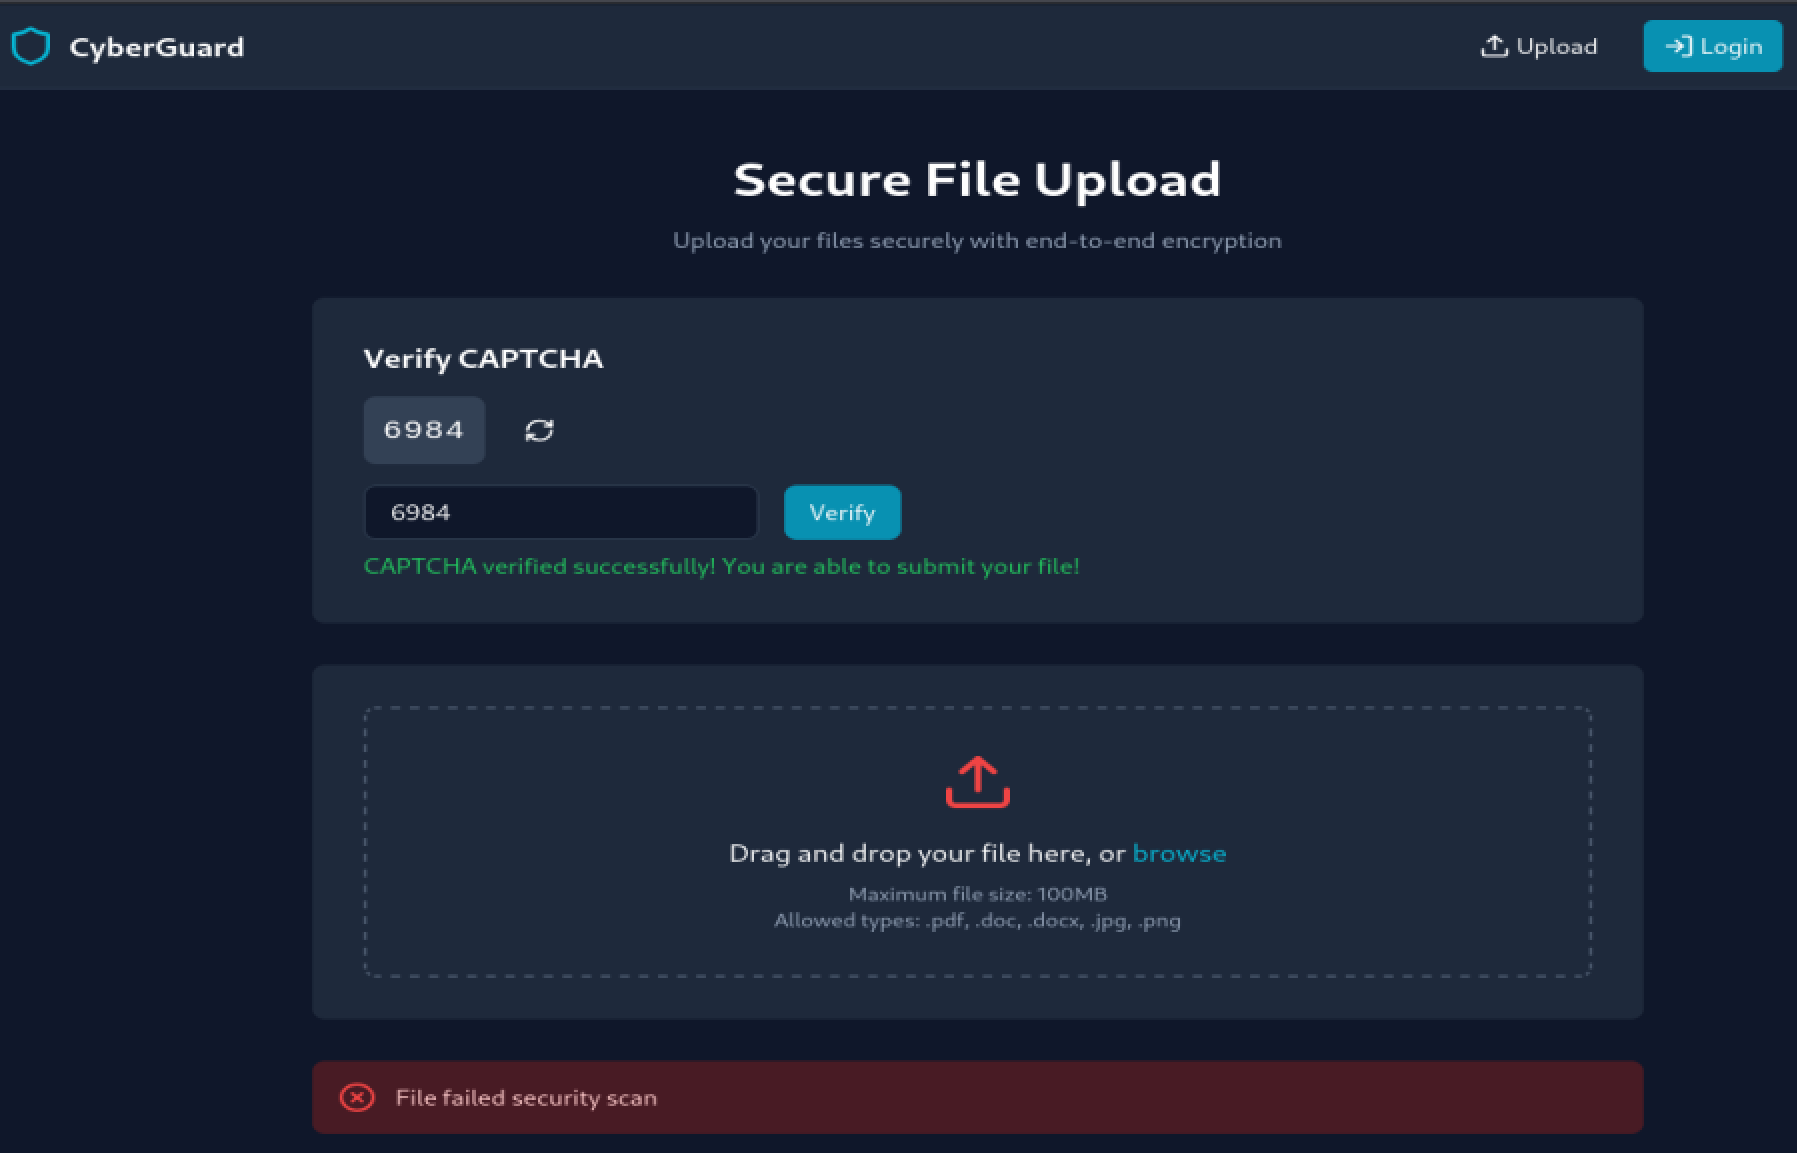 CyberGuard
Upload
Login
Secure File Upload
Upload your files securely with end-to-end encryption
Verify CAPTCHA
6984
6984
Verify
CAPTCHA verified successfully! You are able to submit your file!
Drag and drop your file here, or browse
Maximum file size: 100MB
Allowed types: .pdf, .doc, .docx, .jpg, .png
File failed security scan